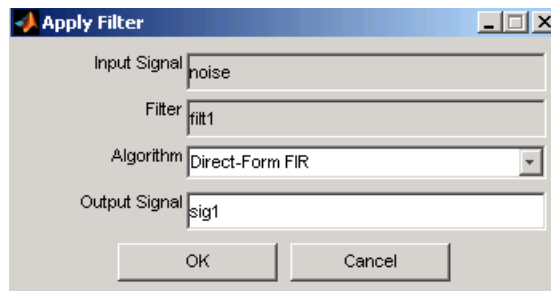 Apply Filter
Input Signal noise
Filter filt1
Algorithm Direct-Form FIR
Output Signal sig1
OK Cancel